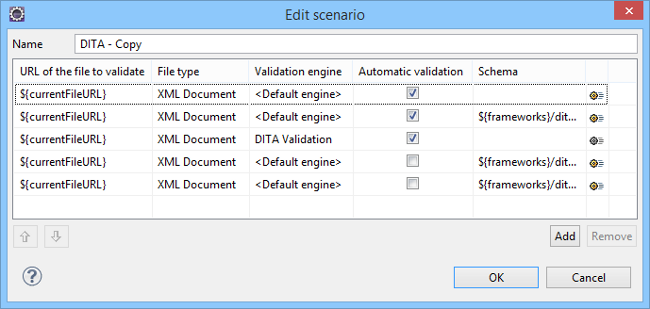 Edit scenario
Name DITA - Copy
URL of the file to validate File type Validation engine Automatic validation Schema
${currentFileURL} XML Document <Default engine>
${currentFileURL} XML Document <Default engine> ${frameworks}/dit...
${currentFileURL} XML Document DITA Validation
${currentFileURL} XML Document <Default engine> ${frameworks}/dit...
${currentFileURL} XML Document <Default engine> ${frameworks}/dit...
Add Remove
? OK Cancel